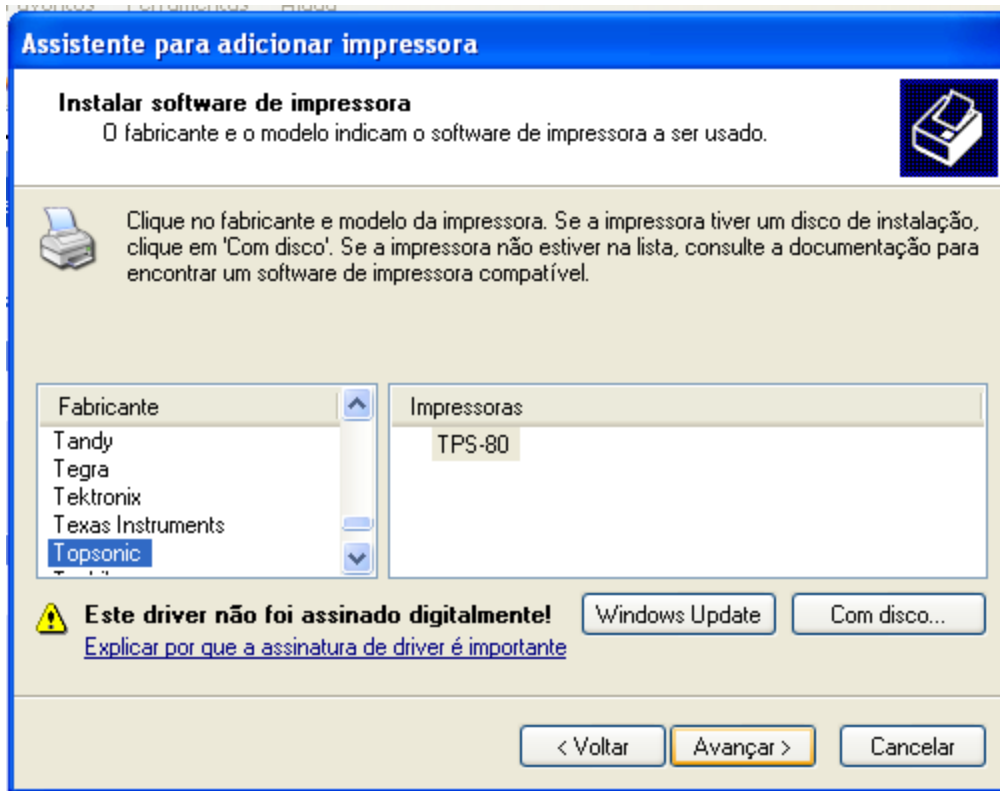 Favoritos Ferramentas Ajuda
Assistente para adicionar impressora
Instalar software de impressora
O fabricante e o modelo indicam o software de impressora a ser usado.
Clique no fabricante e modelo da impressora. Se a impressora tiver um disco de instalação,
clique em 'Com disco'. Se a impressora não estiver na lista, consulte a documentação para
encontrar um software de impressora compatível.
Fabricante
Impressoras
Tandy
TPS-80
Tegra
Tektronix
Texas Instruments
Topsonic
Este driver não foi assinado digitalmente!
Windows Update
Com disco...
Explicar por que a assinatura de driver é importante
< Voltar
Avançar >
Cancelar